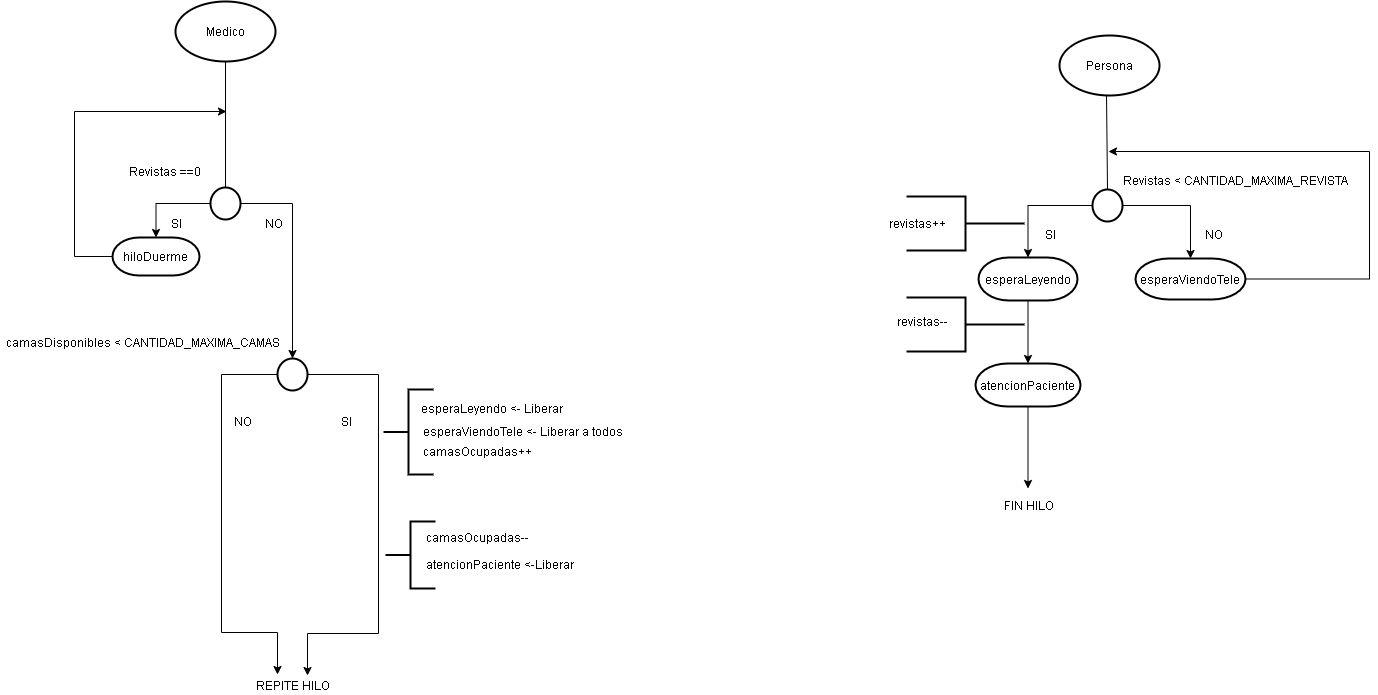 Medico
Revistas ==0
SI
NO
hiloDuerme
camasDisponibles < CANTIDAD_MAXIMA_CAMAS
NO
SI
esperaLeyendo <- Liberar
esperaViendoTele <- Liberar a todos
camasOcupadas++
camasOcupadas--
atencionPaciente <-Liberar
REPITE HILO
Persona
Revistas < CANTIDAD_MAXIMA_REVISTA
revistas++
SI
NO
esperaLeyendo
esperaViendoTele
revistas--
atencionPaciente
FIN HILO